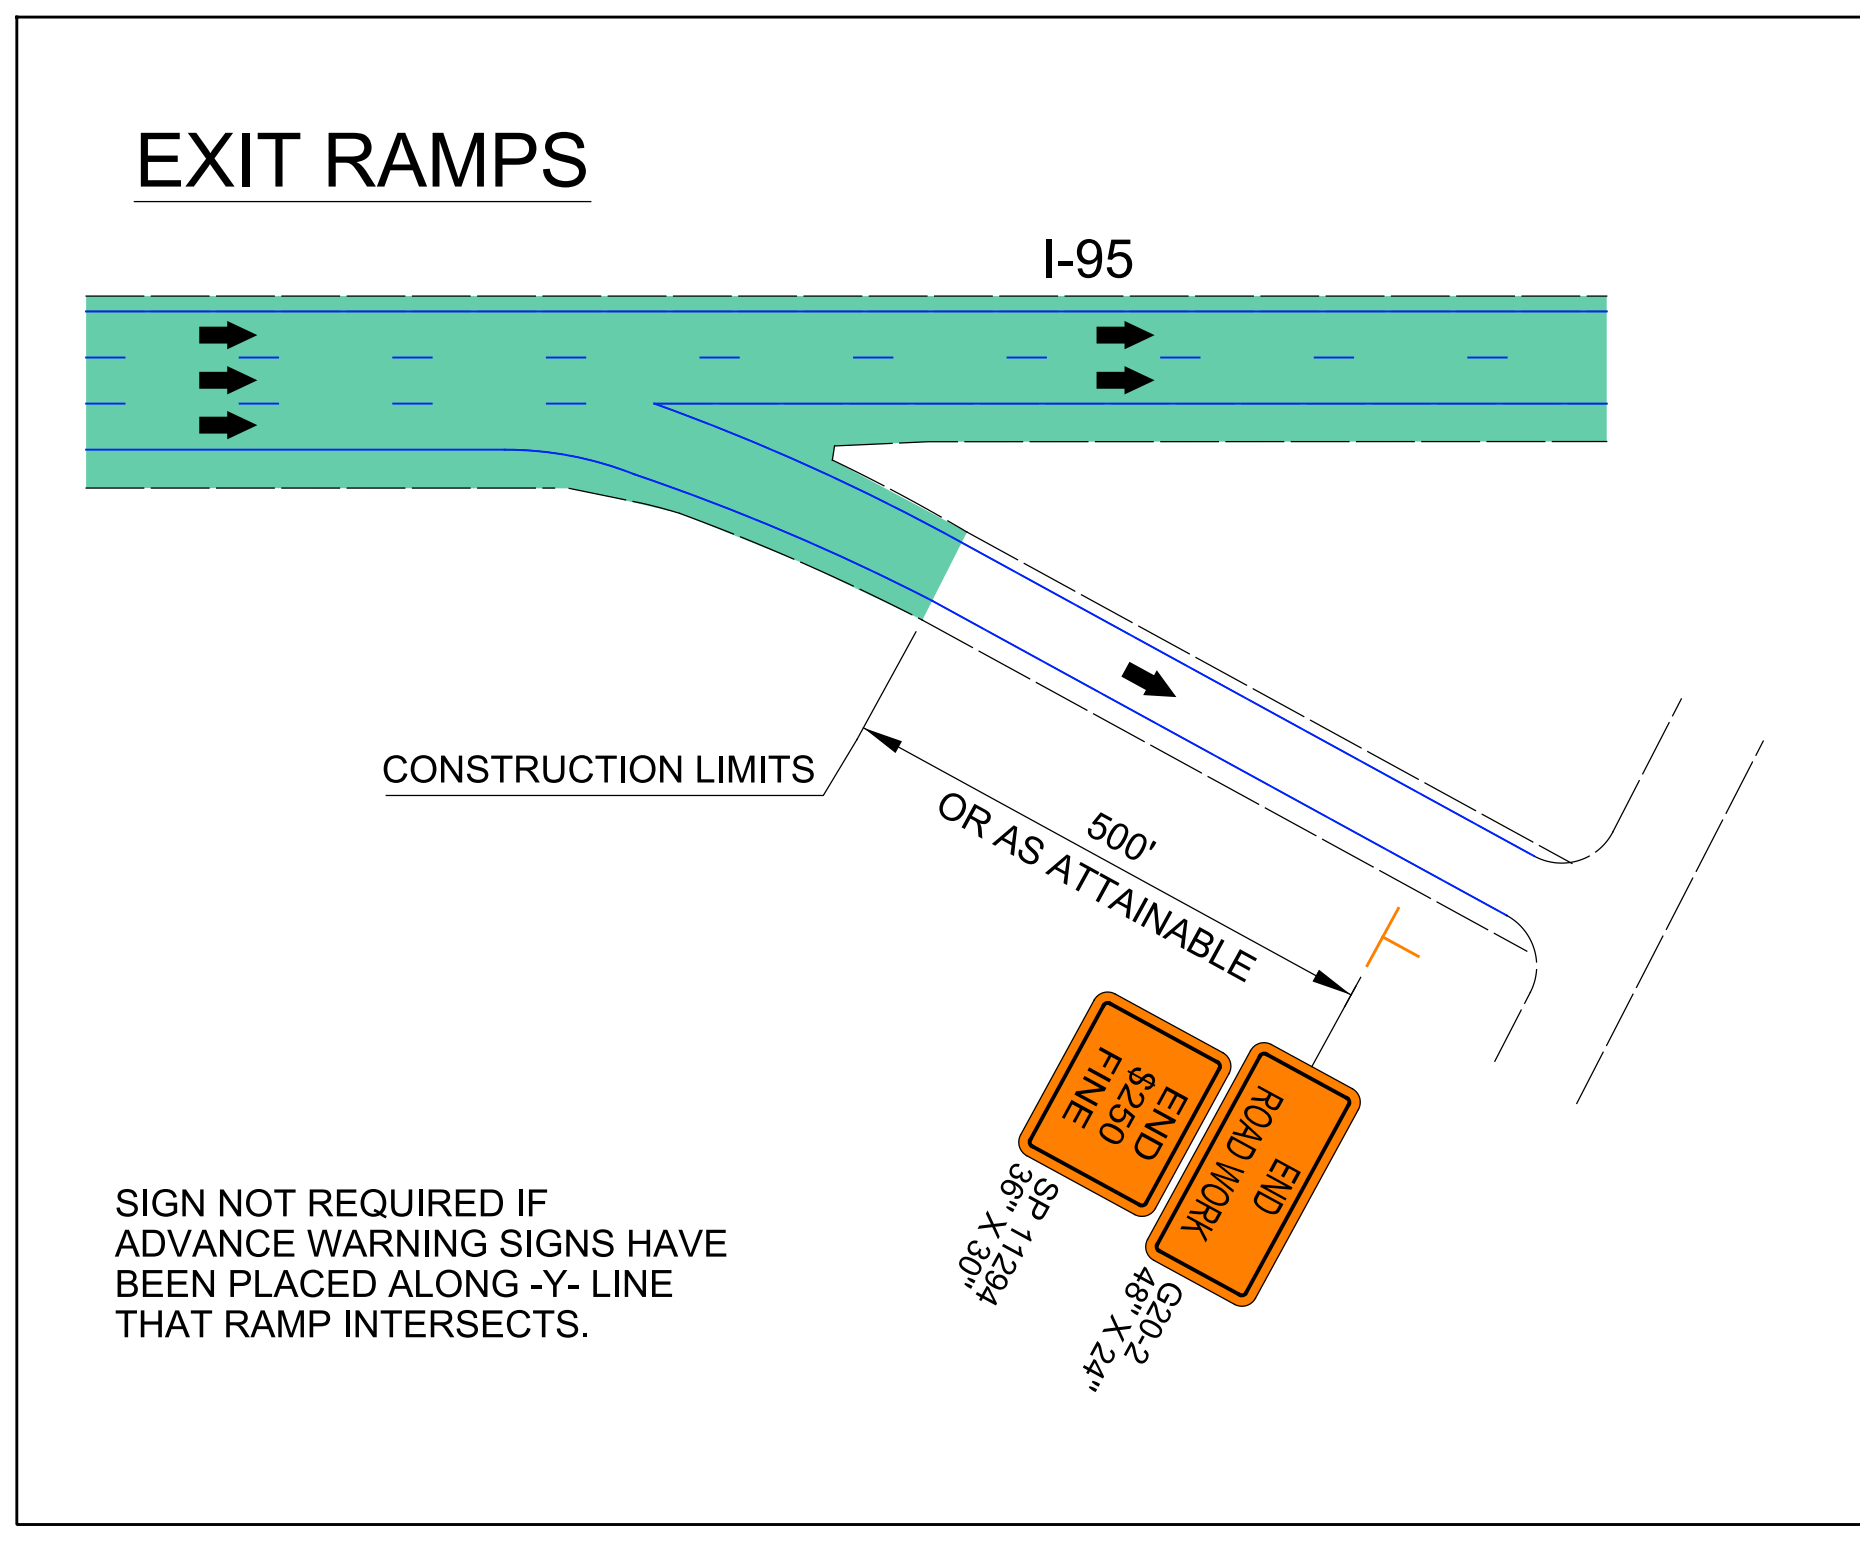 EXIT RAMPS
I-95
CONSTRUCTION LIMITS
500'
OR AS ATTAINABLE
END
$250
FINE
SP 11294
36" X 30"
END
ROAD WORK
G20-2
48" X 24"
SIGN NOT REQUIRED IF
ADVANCE WARNING SIGNS HAVE
BEEN PLACED ALONG -Y- LINE
THAT RAMP INTERSECTS.